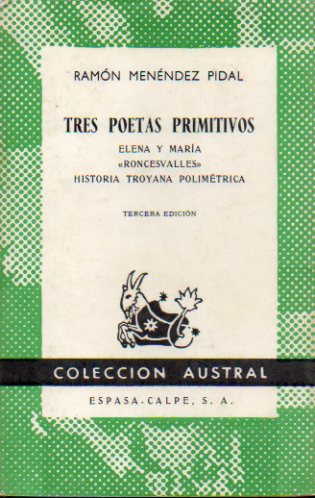 RAMÓN MENÉNDEZ PIDAL
TRES POETAS PRIMITIVOS
ELENA Y MARÍA
«RONCESVALLES»
HISTORIA TROYANA POLIMÉTRICA
TERCERA EDICIÓN
COLECCION AUSTRAL
ESPASA-CALPE, S. A.